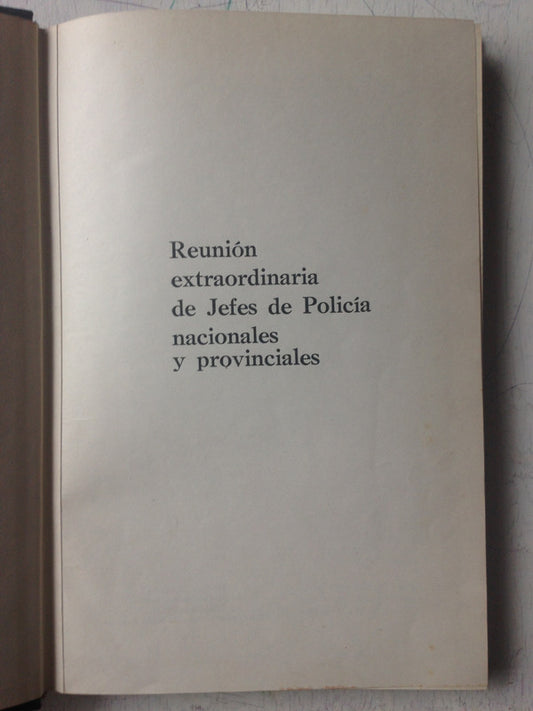 Reunión
extraordinaria
de Jefes de Policía
nacionales
y provinciales